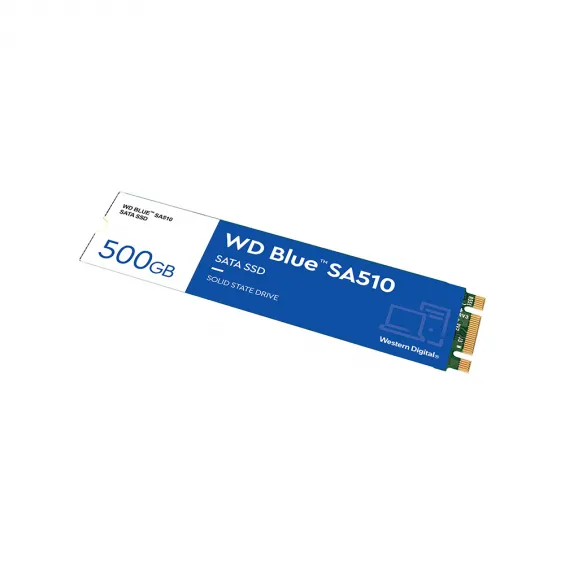 WD BLUE™ SA510
SATA SSD
500GB
WD Blue™ SA510
SATA SSD
SOLID STATE DRIVE
Western Digital®